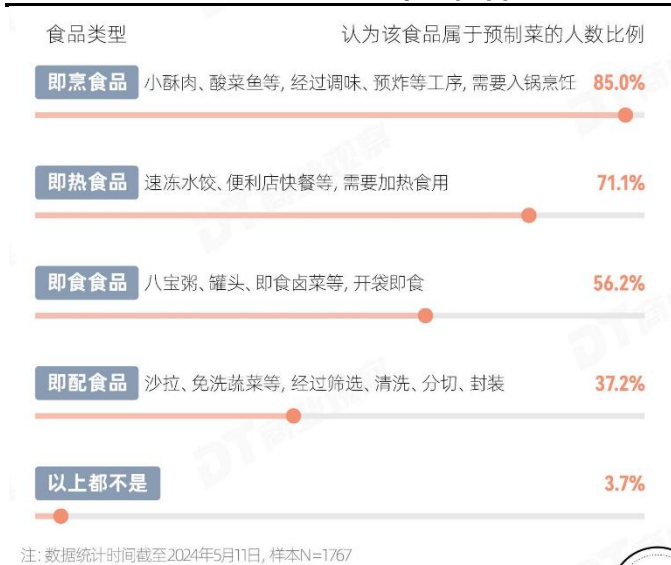 食品类型 认为该食品属于预制菜的人数比例
即烹食品 小酥肉、酸菜鱼等, 经过调味、预炸等工序, 需要入锅烹饪 85.0%
即热食品 速冻水饺、便利店快餐等, 需要加热食用 71.1%
即食食品 八宝粥、罐头、即食卤菜等, 开袋即食 56.2%
即配食品 沙拉、免洗蔬菜等, 经过筛选、清洗、分切、封装 37.2%
以上都不是 3.7%
注: 数据统计时间截至2024年5月11日, 样本N=1767